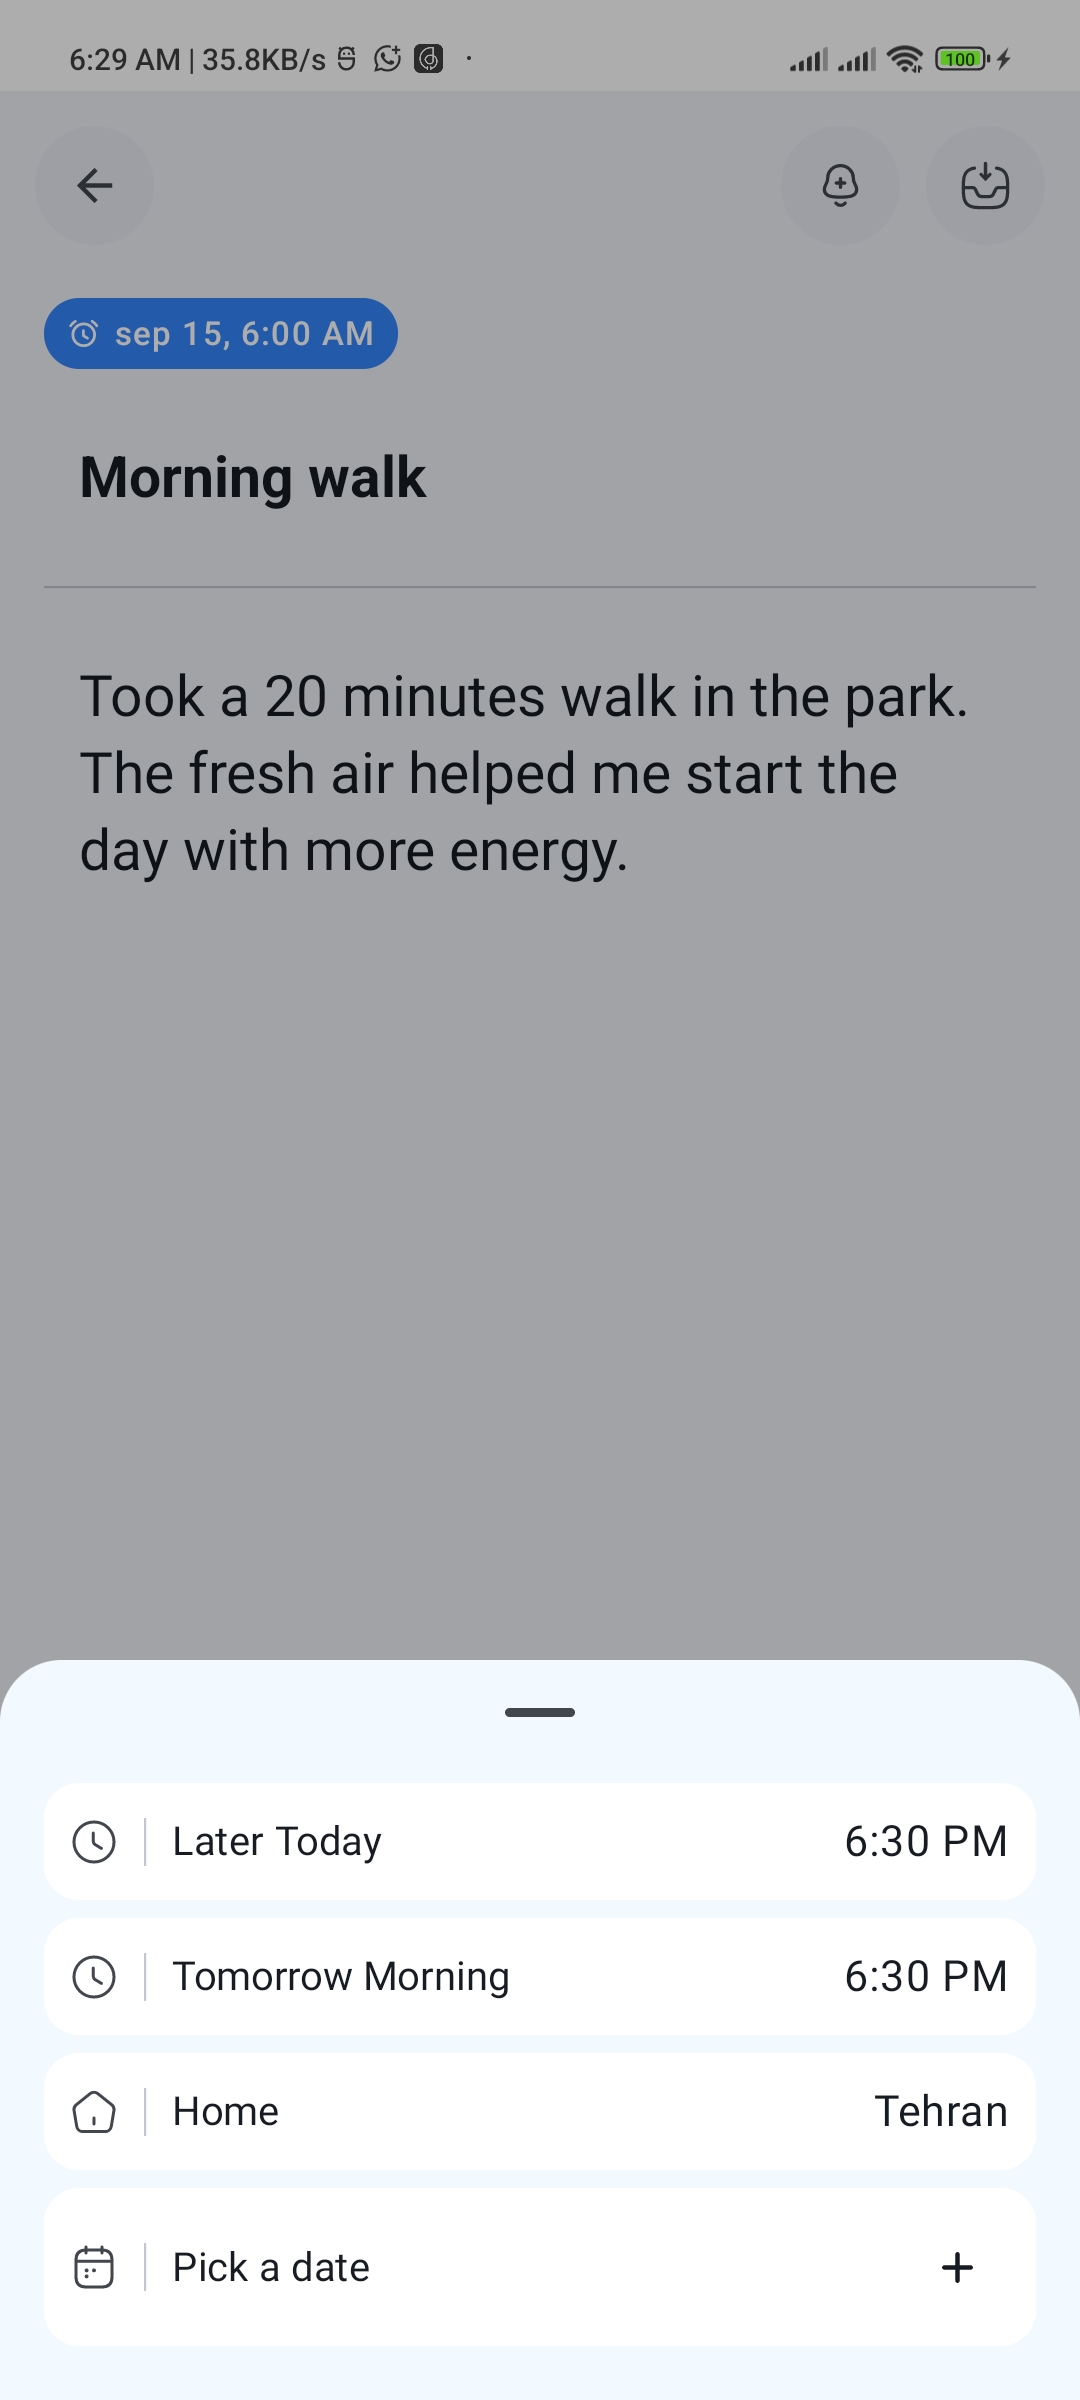 6:29 AM | 35.8KB/s
100
sep 15, 6:00 AM
Morning walk
Took a 20 minutes walk in the park.
The fresh air helped me start the
day with more energy.
Later Today 6:30 PM
Tomorrow Morning 6:30 PM
Home Tehran
Pick a date +